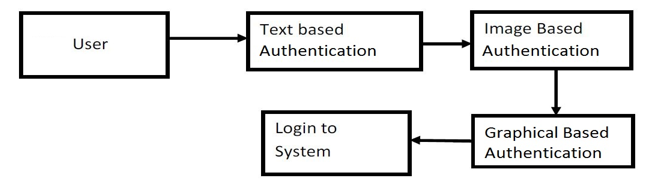 User
Text based
Authentication
Image Based
Authentication
Graphical Based
Authentication
Login to
System